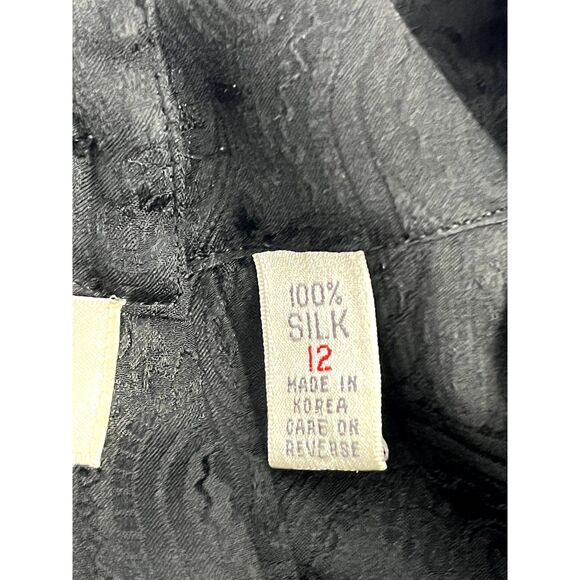 100%
SILK
12
MADE IN
KOREA
CARE ON
REVERSE